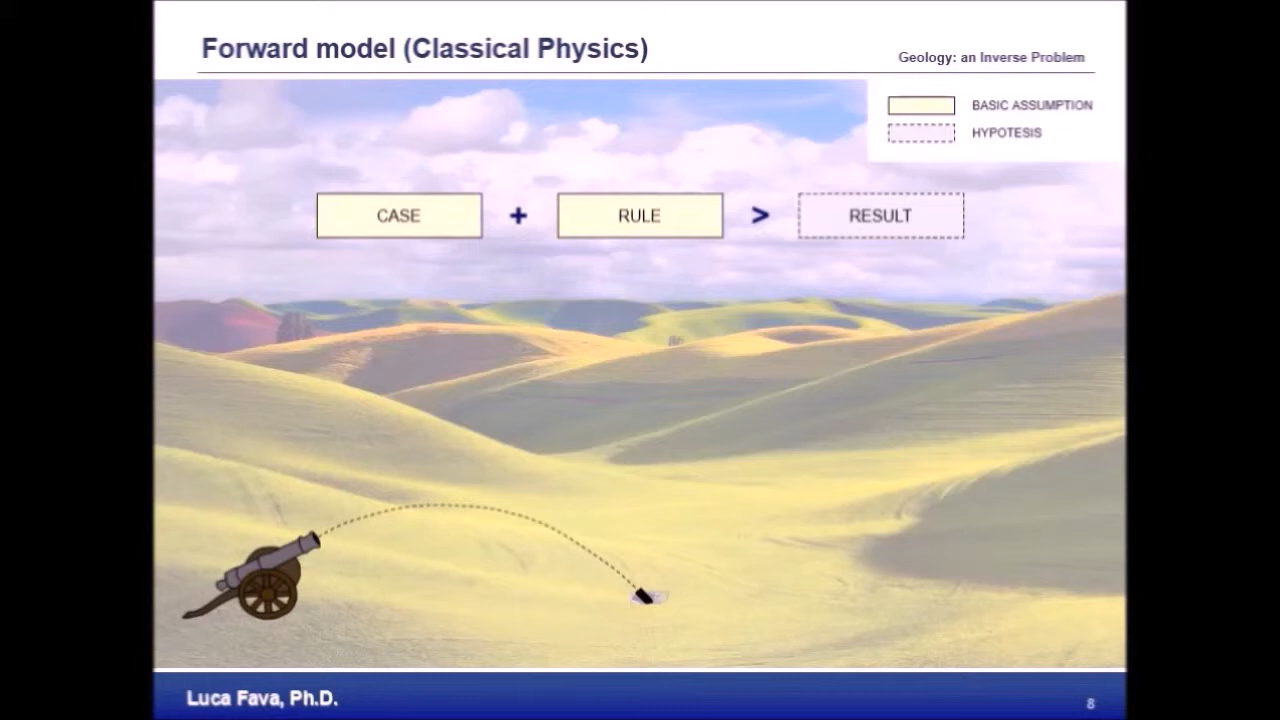 Forward model (Classical Physics)
Geology: an Inverse Problem
BASIC ASSUMPTION
HYPOTESIS
CASE + RULE > RESULT
Luca Fava, Ph.D.
8